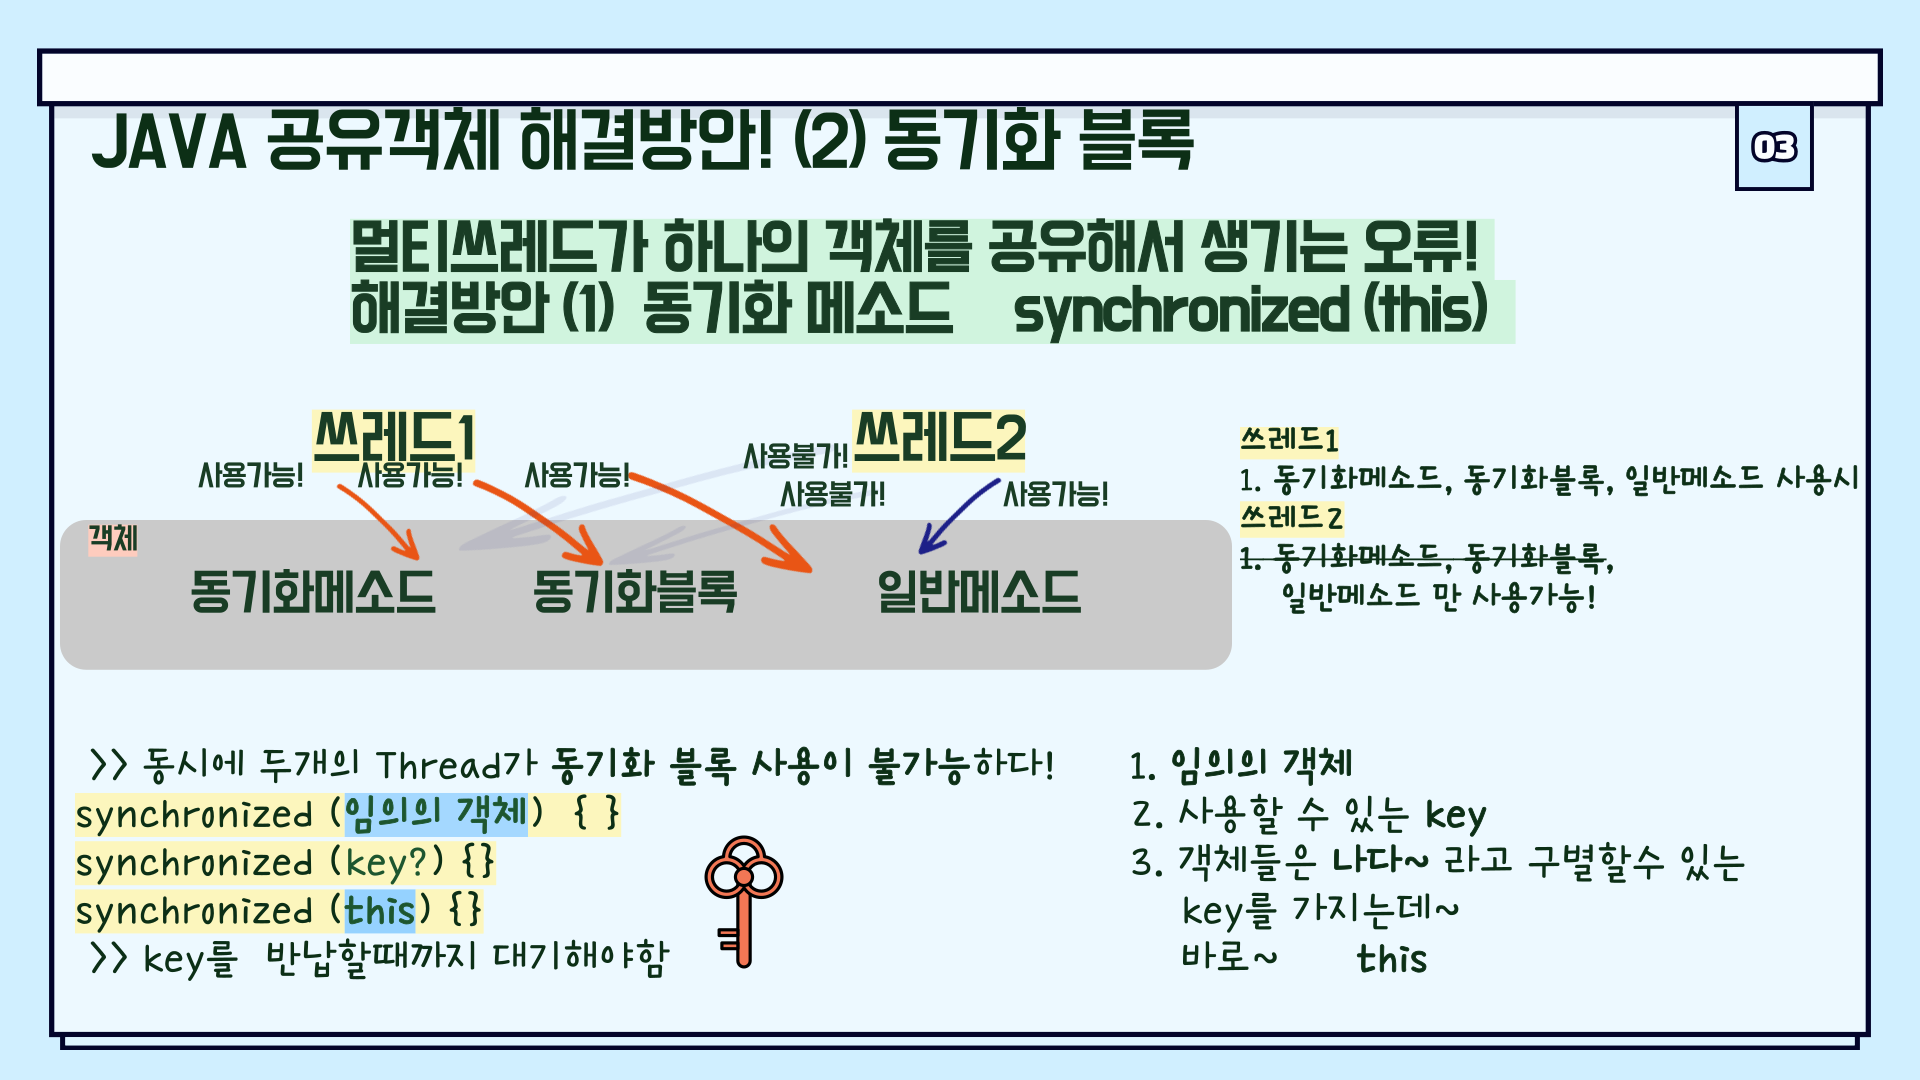 JAVA 공유객체 해결방안! (2) 동기화 블록
03
멀티쓰레드가 하나의 객체를 공유해서 생기는 오류!
해결방안 (1) 동기화 메소드 synchronized (this)
쓰레드1
쓰레드2
사용가능!
사용가능!
사용가능!
사용불가!
사용불가!
사용가능!
객체
동기화메소드
동기화블록
일반메소드
쓰레드1
1. 동기화메소드, 동기화블록, 일반메소드 사용시
쓰레드2
1. 동기화메소드, 동기화블록,
일반메소드 만 사용가능!
>> 동시에 두개의 Thread가 동기화 블록 사용이 불가능하다!
synchronized (임의의 객체) { }
synchronized (key?) {}
synchronized (this) {}
>> key를 반납할때까지 대기해야함
1. 임의의 객체
2. 사용할 수 있는 key
3. 객체들은 나다~ 라고 구별할수 있는
key를 가지는데~
바로~ this